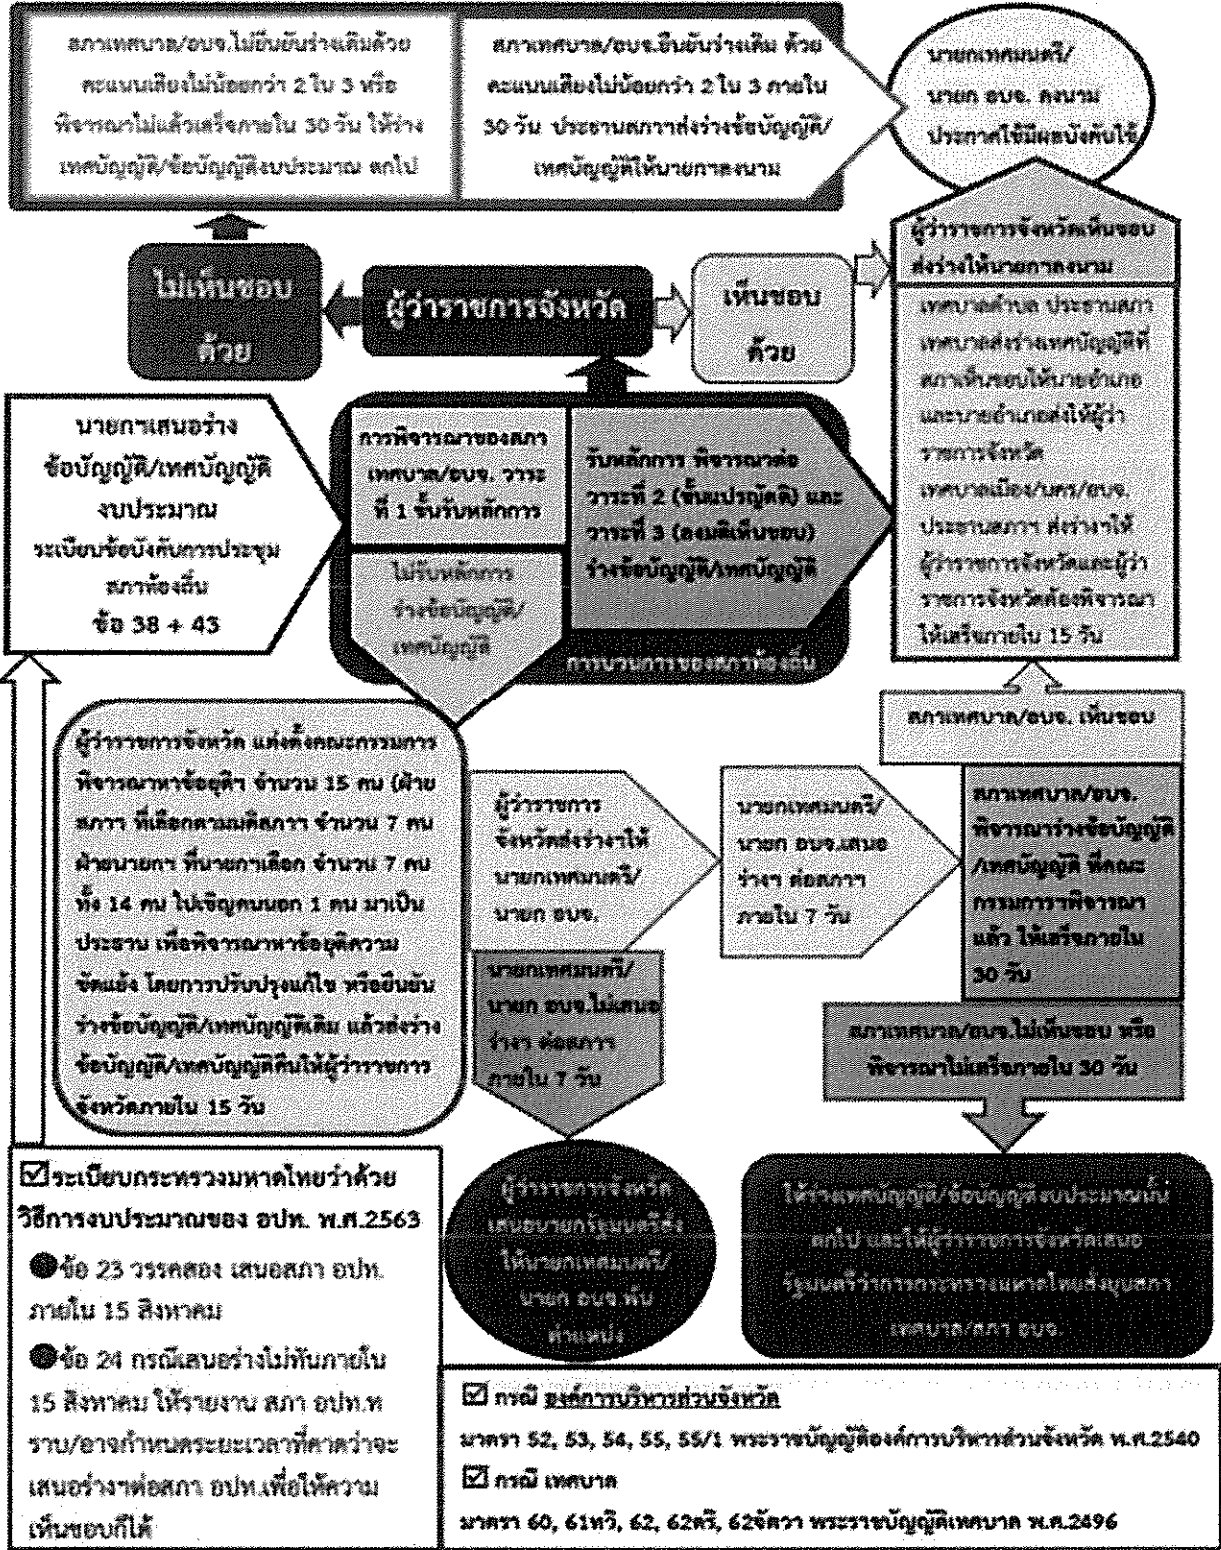 สภาเทศบาล/อบจ.ไม่ยืนยันร่างเดิมด้วย
คะแนนเสียงไม่น้อยกว่า 2 ใน 3 หรือ
พิจารณาไม่แล้วเสร็จภายใน 30 วัน ให้ร่าง
เทศบัญญัติ/ข้อบัญญัติงบประมาณ ตกไป
สภาเทศบาล/อบจ.ยืนยันร่างเดิม ด้วย
คะแนนเสียงไม่น้อยกว่า 2 ใน 3 ภายใน
30 วัน ประธานสภาฯส่งร่างข้อบัญญัติ/
เทศบัญญัติให้นายกฯลงนาม
นายกเทศมนตรี/
นายก อบจ. ลงนาม
ประกาศใช้มีผลบังคับใช้
ไม่เห็นชอบ
ด้วย
ผู้ว่าราชการจังหวัด
เห็นชอบ
ด้วย
ผู้ว่าราชการจังหวัดเห็นชอบ
ส่งร่างให้นายกฯลงนาม
เทศบาลตำบล ประธานสภา
เทศบาลส่งร่างเทศบัญญัติที่
สภาเห็นชอบให้นายอำเภอ
และนายอำเภอส่งให้ผู้ว่า
ราชการจังหวัด
เทศบาลเมือง/นคร/อบจ.
ประธานสภาฯ ส่งร่างฯให้
ผู้ว่าราชการจังหวัดและผู้ว่า
ราชการจังหวัดต้องพิจารณา
ให้เสร็จภายใน 15 วัน
นายกฯเสนอร่าง
ข้อบัญญัติ/เทศบัญญัติ
งบประมาณ
ระเบียบข้อบังคับการประชุม
สภาท้องถิ่น
ข้อ 38 + 43
การพิจารณาของสภา
เทศบาล/อบจ. วาระ
ที่ 1 ขั้นรับหลักการ
รับหลักการ พิจารณาต่อ
วาระที่ 2 (ขั้นแปรญัตติ) และ
วาระที่ 3 (ลงมติเห็นชอบ)
ร่างข้อบัญญัติ/เทศบัญญัติ
ไม่รับหลักการ
ร่างข้อบัญญัติ/
เทศบัญญัติ
กระบวนการของสภาท้องถิ่น
ผู้ว่าราชการจังหวัด แต่งตั้งคณะกรรมการ
พิจารณาหาข้อยุติฯ จำนวน 15 คน (ฝ่าย
สภาฯ ที่เลือกตามมติสภาฯ จำนวน 7 คน
ฝ่ายนายกฯ ที่นายกฯเลือก จำนวน 7 คน
ทั้ง 14 คน ไปเชิญคนนอก 1 คน มาเป็น
ประธาน เพื่อพิจารณาหาข้อยุติความ
ขัดแย้ง โดยการปรับปรุงแก้ไข หรือยืนยัน
ร่างข้อบัญญัติ/เทศบัญญัติเดิม แล้วส่งร่าง
ข้อบัญญัติ/เทศบัญญัติคืนให้ผู้ว่าราชการ
จังหวัดภายใน 15 วัน
ผู้ว่าราชการ
จังหวัดส่งร่างฯให้
นายกเทศมนตรี/
นายก อบจ.
นายกเทศมนตรี/
นายก อบจ.เสนอ
ร่างฯ ต่อสภาฯ
ภายใน 7 วัน
สภาเทศบาล/อบจ. เห็นชอบ
สภาเทศบาล/อบจ.
พิจารณาร่างข้อบัญญัติ
/เทศบัญญัติ ที่คณะ
กรรมการฯพิจารณา
แล้ว ให้เสร็จภายใน
30 วัน
นายกเทศมนตรี/
นายก อบจ.ไม่เสนอ
ร่างฯ ต่อสภาฯ
ภายใน 7 วัน
สภาเทศบาล/อบจ.ไม่เห็นชอบ หรือ
พิจารณาไม่เสร็จภายใน 30 วัน
ผู้ว่าราชการจังหวัด
เสนอนายกรัฐมนตรีสั่ง
ให้นายกเทศมนตรี/
นายก อบจ.พ้น
ตำแหน่ง
ให้ร่างเทศบัญญัติ/ข้อบัญญัติงบประมาณนั้น
ตกไป และให้ผู้ว่าราชการจังหวัดเสนอ
รัฐมนตรีว่าการกระทรวงมหาดไทยสั่งยุบสภา
เทศบาล/สภา อบจ.
☑ระเบียบกระทรวงมหาดไทยว่าด้วย
วิธีการงบประมาณของ อปท. พ.ศ.2563
●ข้อ 23 วรรคสอง เสนอสภา อปท.
ภายใน 15 สิงหาคม
●ข้อ 24 กรณีเสนอร่างไม่ทันภายใน
15 สิงหาคม ให้รายงาน สภา อปท.ท
ราบ/อาจกำหนดระยะเวลาที่คาดว่าจะ
เสนอร่างฯต่อสภา อปท.เพื่อให้ความ
เห็นชอบก็ได้
☑ กรณี องค์การบริหารส่วนจังหวัด
มาตรา 52, 53, 54, 55, 55/1 พระราชบัญญัติองค์การบริหารส่วนจังหวัด พ.ศ.2540
☑ กรณี เทศบาล
มาตรา 60, 61ทวิ, 62, 62ตรี, 62จัตวา พระราชบัญญัติเทศบาล พ.ศ.2496